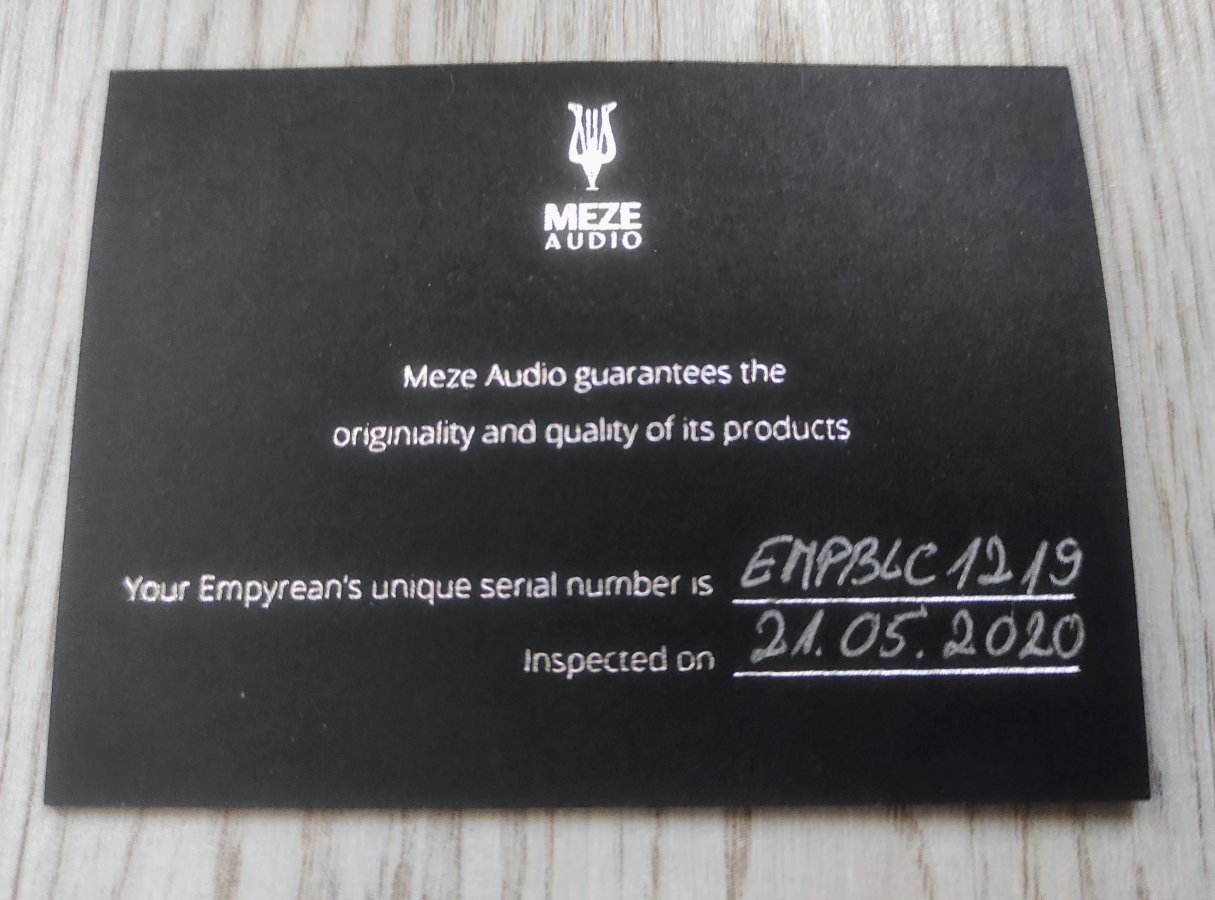 MEZE
AUDIO
Meze Audio guarantees the
originiality and quality of its products
Your Empyrean's unique serial number is EMPBLC1219
Inspected on 21.05.2020